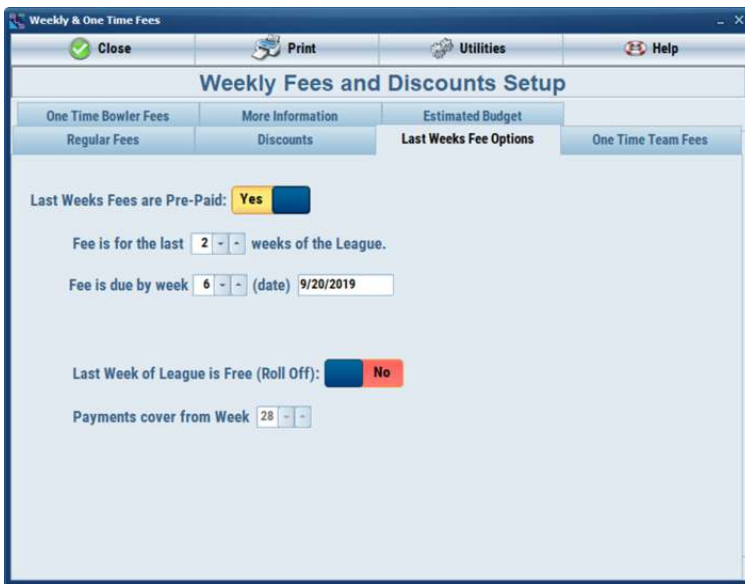 Weekly & One Time Fees
Close Print Utilities Help
Weekly Fees and Discounts Setup
One Time Bowler Fees More Information Estimated Budget
Regular Fees Discounts Last Weeks Fee Options One Time Team Fees
Last Weeks Fees are Pre-Paid: Yes
Fee is for the last 2 weeks of the League.
Fee is due by week 6 (date) 9/20/2019
Last Week of League is Free (Roll Off): No
Payments cover from Week 28